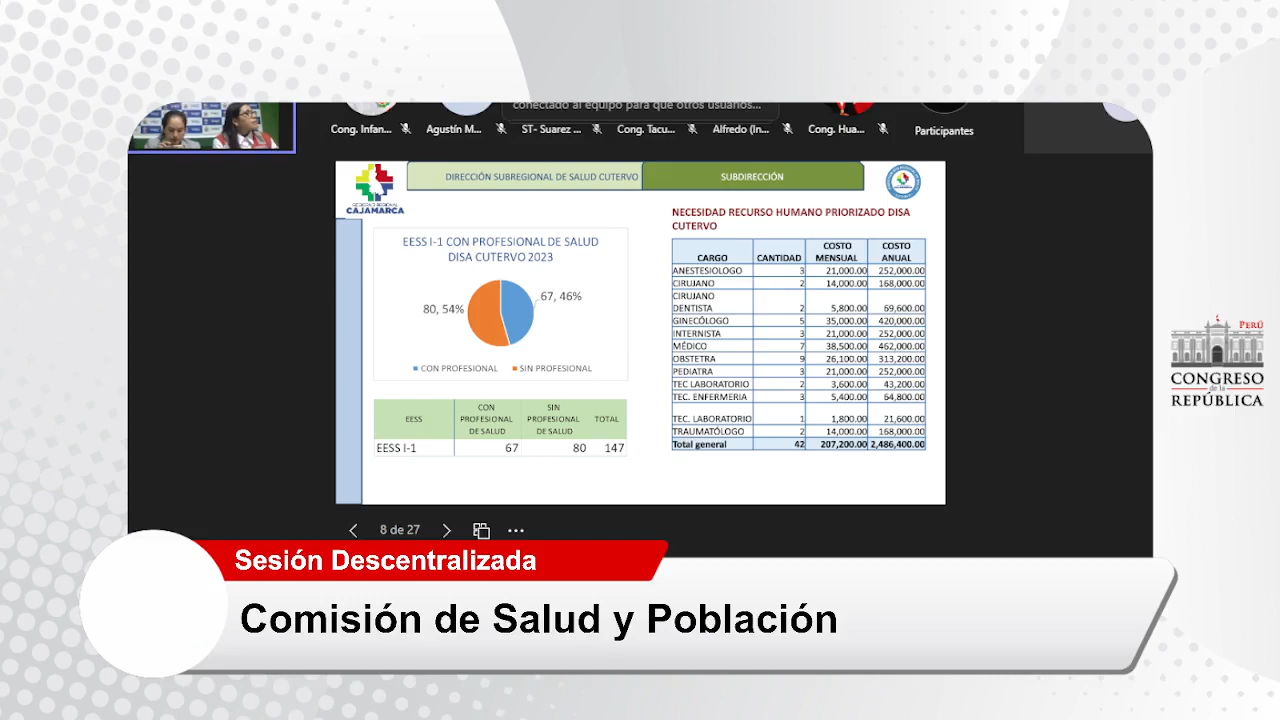 conectado al equipo para que otros usuarios...
Cong. Infan...
Agustín M...
ST- Suarez ...
Cong. Tacu...
Alfredo (In...
Cong. Hua...
Participantes
GOBIERNO REGIONAL
CAJAMARCA
DIRECCIÓN SUBREGIONAL DE SALUD CUTERVO
SUBDIRECCIÓN
EESS I-1 CON PROFESIONAL DE SALUD
DISA CUTERVO 2023
80, 54%
67, 46%
CON PROFESIONAL
SIN PROFESIONAL
EESS CON PROFESIONAL DE SALUD SIN PROFESIONAL DE SALUD TOTAL
EESS I-1 67 80 147
NECESIDAD RECURSO HUMANO PRIORIZADO DISA
CUTERVO
CARGO CANTIDAD COSTO MENSUAL COSTO ANUAL
ANESTESIOLOGO 3 21,000.00 252,000.00
CIRUJANO 2 14,000.00 168,000.00
CIRUJANO DENTISTA 2 5,800.00 69,600.00
GINECÓLOGO 5 35,000.00 420,000.00
INTERNISTA 3 21,000.00 252,000.00
MÉDICO 7 38,500.00 462,000.00
OBSTETRA 9 26,100.00 313,200.00
PEDIATRA 3 21,000.00 252,000.00
TEC LABORATORIO 2 3,600.00 43,200.00
TEC. ENFERMERIA 3 5,400.00 64,800.00
TEC. LABORATORIO 1 1,800.00 21,600.00
TRAUMATÓLOGO 2 14,000.00 168,000.00
Total general 42 207,200.00 2,486,400.00
8 de 27
PERÚ
CONGRESO
de la
REPÚBLICA
Sesión Descentralizada
Comisión de Salud y Población